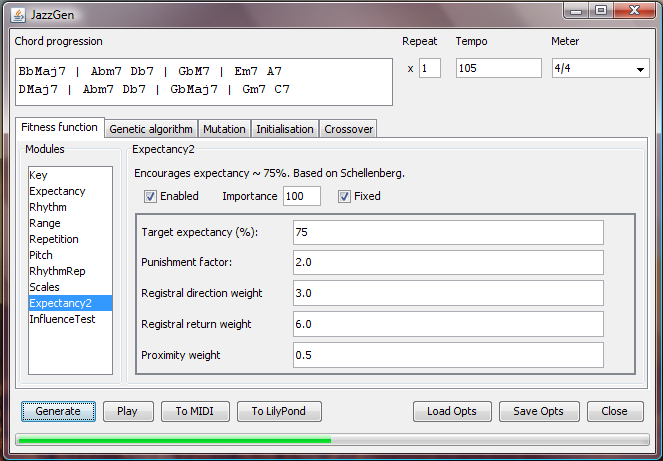 JazzGen
Chord progression Repeat Tempo Meter
BbMaj7 | Abm7 Db7 | GbM7 | Em7 A7
DMaj7 | Abm7 Db7 | GbMaj7 | Gm7 C7
x 1 105 4/4
Fitness function Genetic algorithm Mutation Initialisation Crossover
Modules
Key
Expectancy
Rhythm
Range
Repetition
Pitch
RhythmRep
Scales
Expectancy2
InfluenceTest
Expectancy2
Encourages expectancy ~ 75%. Based on Schellenberg.
Enabled Importance 100 Fixed
Target expectancy (%): 75
Punishment factor: 2.0
Registral direction weight 3.0
Registral return weight 6.0
Proximity weight 0.5
Generate Play To MIDI To LilyPond Load Opts Save Opts Close